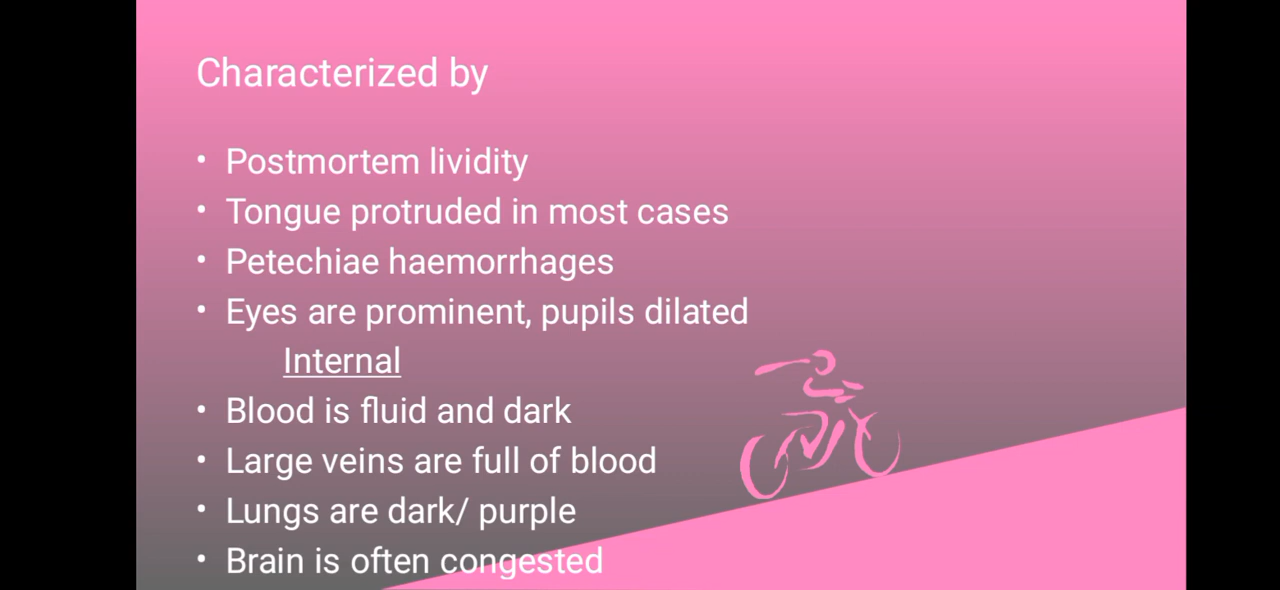 Characterized by
• Postmortem lividity
• Tongue protruded in most cases
• Petechiae haemorrhages
• Eyes are prominent, pupils dilated
Internal
• Blood is fluid and dark
• Large veins are full of blood
• Lungs are dark/ purple
• Brain is often congested